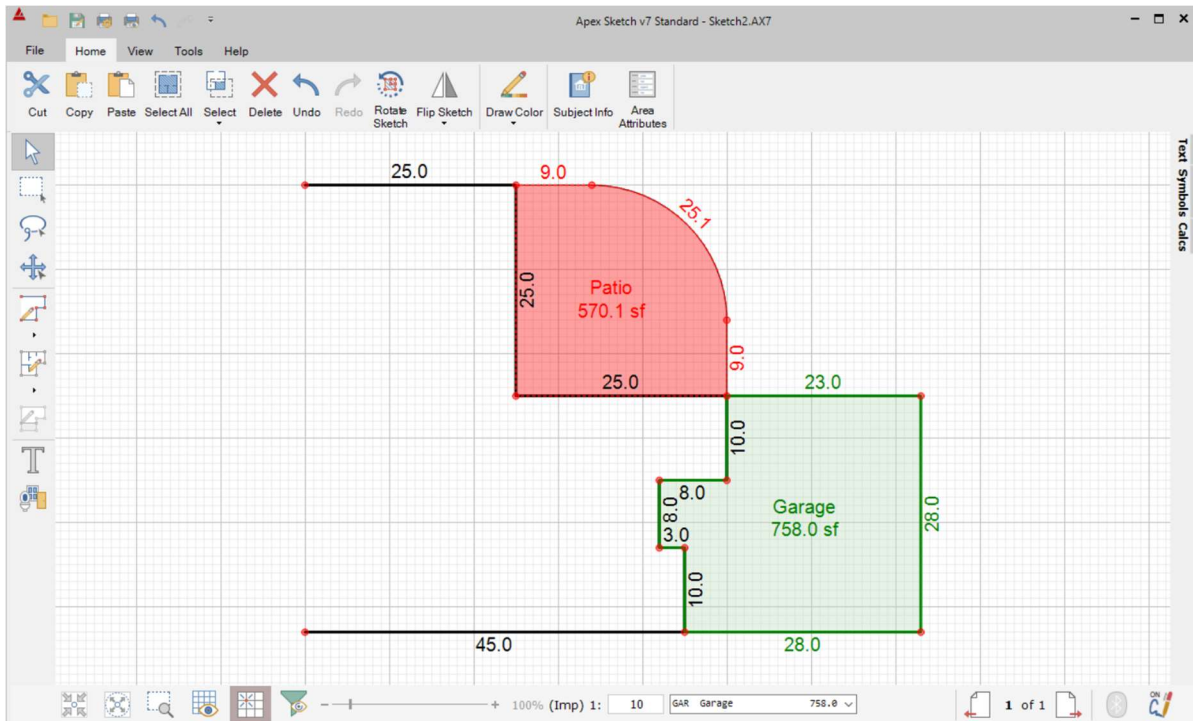 Apex Sketch v7 Standard - Sketch2.AX7
File Home View Tools Help
Cut Copy Paste Select All Select Delete Undo Redo Rotate Sketch Flip Sketch Draw Color Subject Info Area Attributes
Text Symbols Calcs
25.0 9.0
25.1
25.0
Patio
570.1 sf
9.0
25.0 23.0
10.0
8.0
8.0
Garage
758.0 sf
28.0
3.0
10.0
45.0 28.0
100% (Imp) 1: 10 GAR Garage 758.0 1 of 1 ON